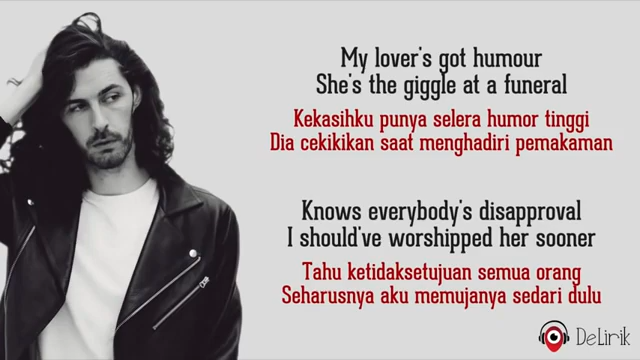 My lover's got humour
She's the giggle at a funeral
Kekasihku punya selera humor tinggi
Dia cekikikan saat menghadiri pemakaman
Knows everybody's disapproval
I should've worshipped her sooner
Tahu ketidaksetujuan semua orang
Seharusnya aku memujanya sedari dulu
DeLirik